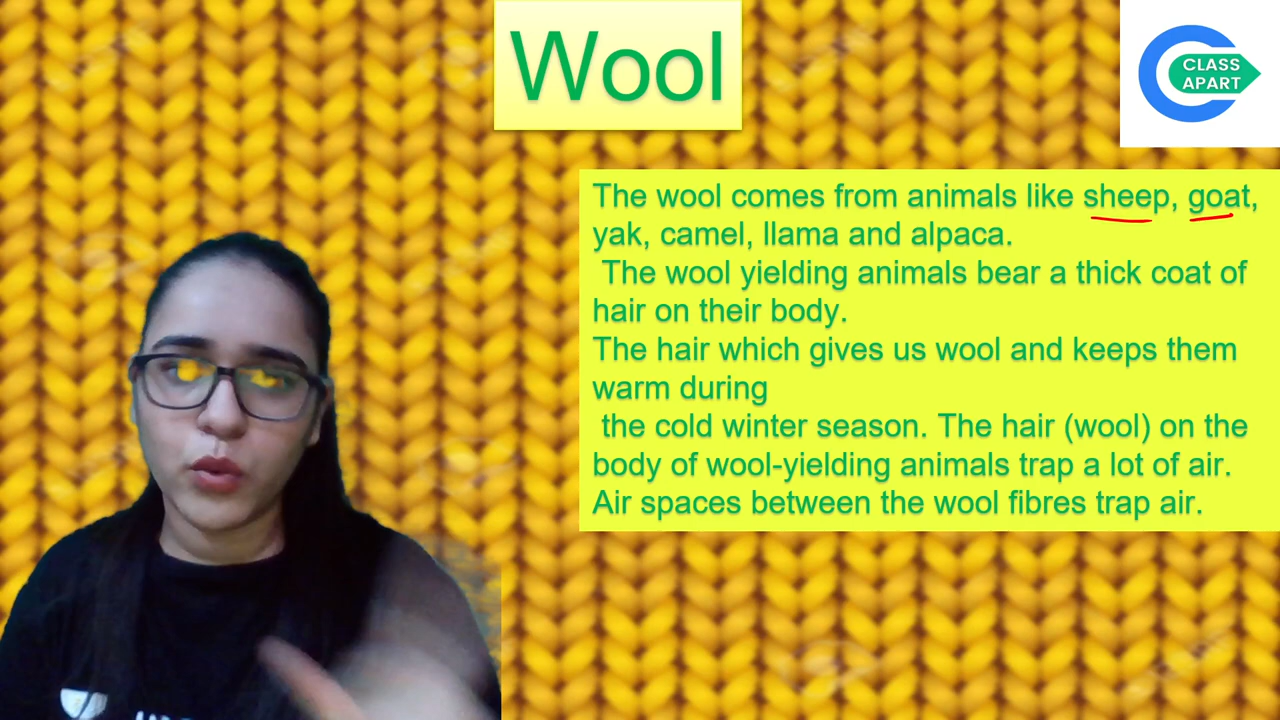 Wool
CLASS
APART
The wool comes from animals like sheep, goat,
yak, camel, llama and alpaca.
The wool yielding animals bear a thick coat of
hair on their body.
The hair which gives us wool and keeps them
warm during
the cold winter season. The hair (wool) on the
body of wool-yielding animals trap a lot of air.
Air spaces between the wool fibres trap air.